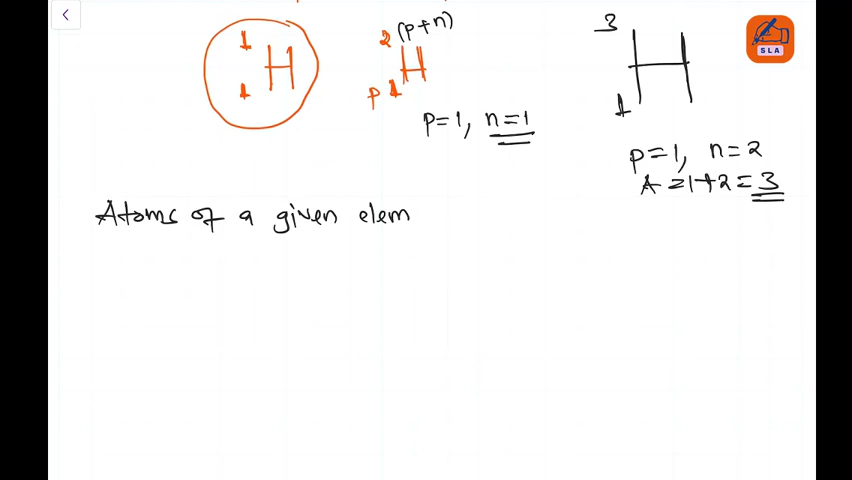 1
1 H
2 (p+n)
H
p 1
p=1, n=1
3
H
1
p=1, n=2
A=1+2=3
Atoms of a given elem
SLA